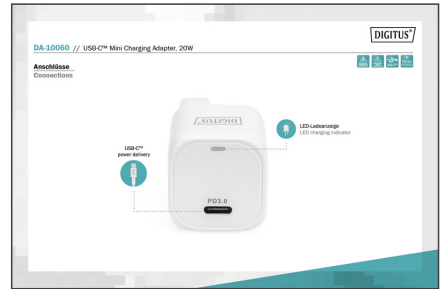 DIGITUS®
DA-10060 // USB-C™ Mini Charging Adapter, 20W
Anschlüsse
Connections
DIGITUS
LED-Ladeanzeige
LED charging indicator
USB-C™
power delivery
PD3.0